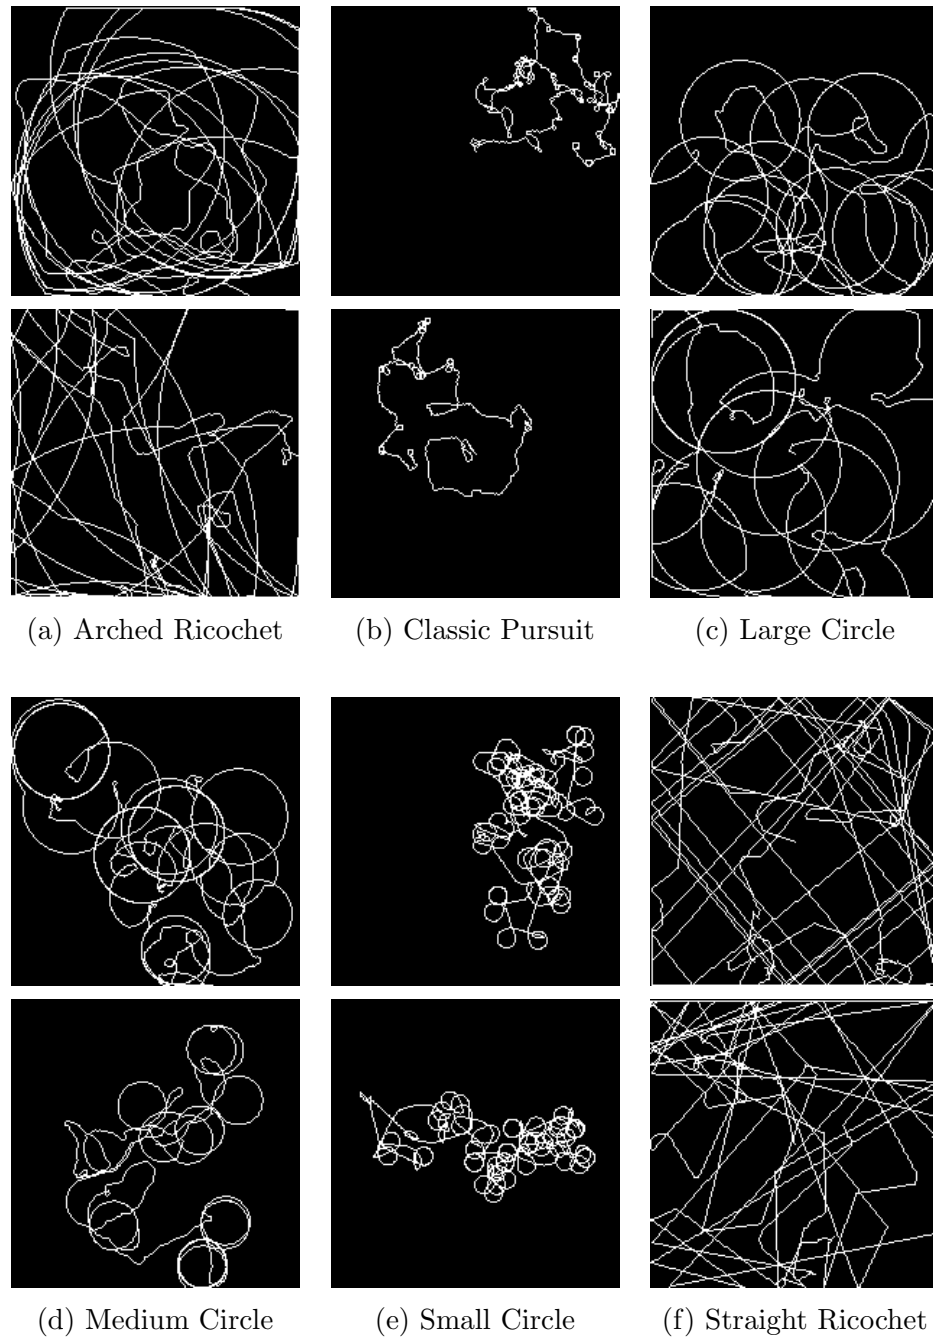 (a) Arched Ricochet (b) Classic Pursuit (c) Large Circle
(d) Medium Circle (e) Small Circle (f) Straight Ricochet